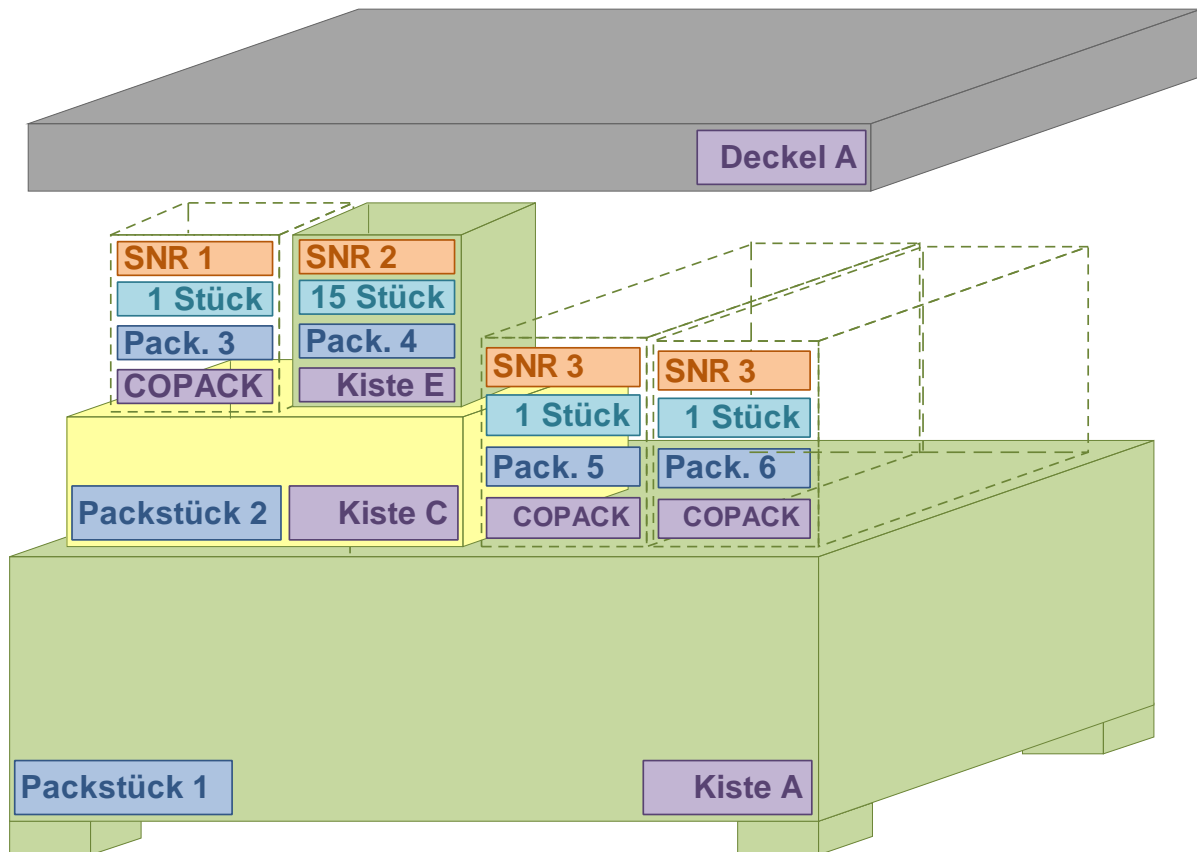 Deckel A
SNR 1
1 Stück
Pack. 3
COPACK
SNR 2
15 Stück
Pack. 4
Kiste E
SNR 3
1 Stück
Pack. 5
COPACK
SNR 3
1 Stück
Pack. 6
COPACK
Packstück 2
Kiste C
Packstück 1
Kiste A